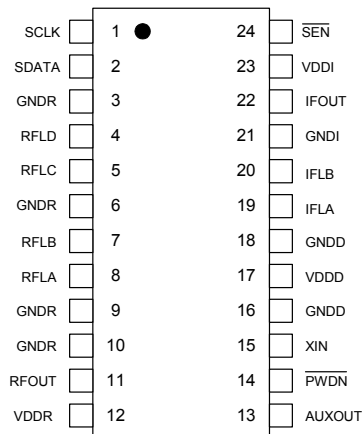 SCLK 1 24 SEN
SDATA 2 23 VDDI
GNDR 3 22 IFOUT
RFLD 4 21 GNDI
RFLC 5 20 IFLB
GNDR 6 19 IFLA
RFLB 7 18 GNDD
RFLA 8 17 VDDD
GNDR 9 16 GNDD
GNDR 10 15 XIN
RFOUT 11 14 PWDN
VDDR 12 13 AUXOUT